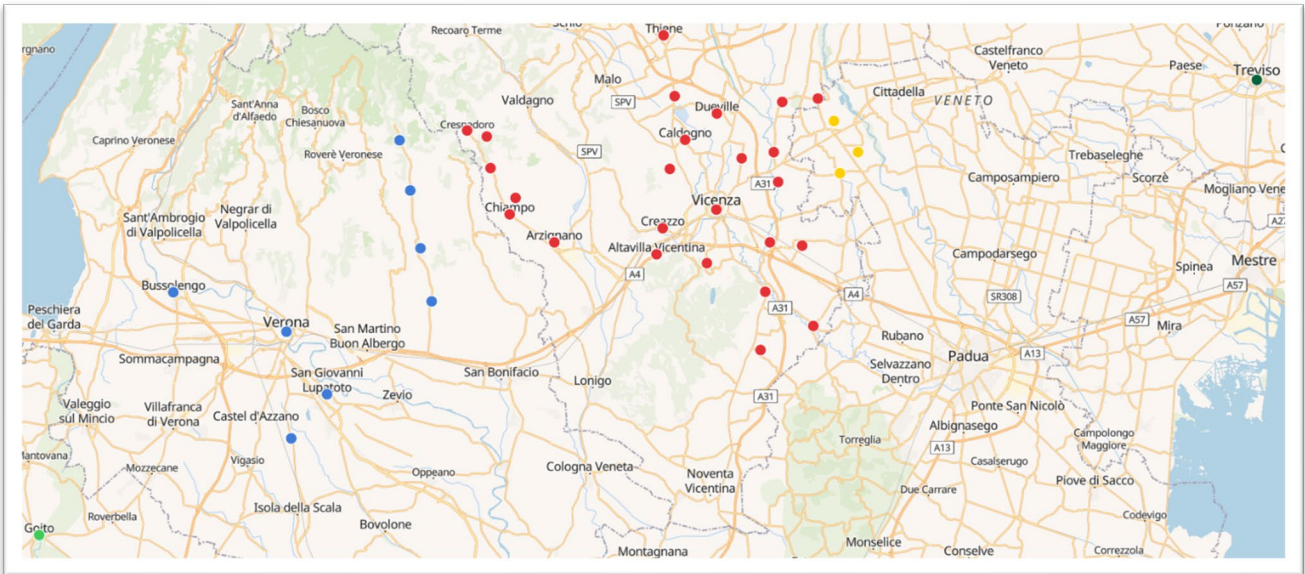 Recoaro Terme
Schio
Thiene
Ponzano
rgnano
Castelfranco
Veneto
Paese
Treviso
Malo
Valdagno
SPV
Dueville
Cittadella
VENETO
Sant'Anna
d'Alfaedo
Bosco
Chiesanuova
Crespadoro
Caldogno
Caprino Veronese
Roverè Veronese
SPV
Trebaseleghe
A31
Camposampiero
Scorzè
Mogliano Vene
Negrar di
Valpolicella
Sant'Ambrogio
di Valpolicella
Chiampo
Vicenza
Creazzo
A27
Arzignano
Altavilla Vicentina
Campodarsego
Mestre
Spinea
A4
Bussolengo
A4
SR308
A57
Peschiera
del Garda
A31
Verona
San Martino
Buon Albergo
A57
Mira
Rubano
Padua
A13
Sommacampagna
San Giovanni
Lupatoto
San Bonifacio
Lonigo
Selvazzano
Dentro
Zevio
A31
Valeggio
sul Mincio
Villafranca
di Verona
Castel d'Azzano
Ponte San Nicolò
Albignasego
Torreglia
A13
Campolongo
Maggiore
Mantovana
Mozzecane
Vigasio
Oppeano
Cologna Veneta
Noventa
Vicentina
Casalserugo
Piove di Sacco
Due Carrare
Isola della Scala
Roverbella
Goito
Bovolone
Codevigo
Monselice
Montagnana
Conselve
Correzzola